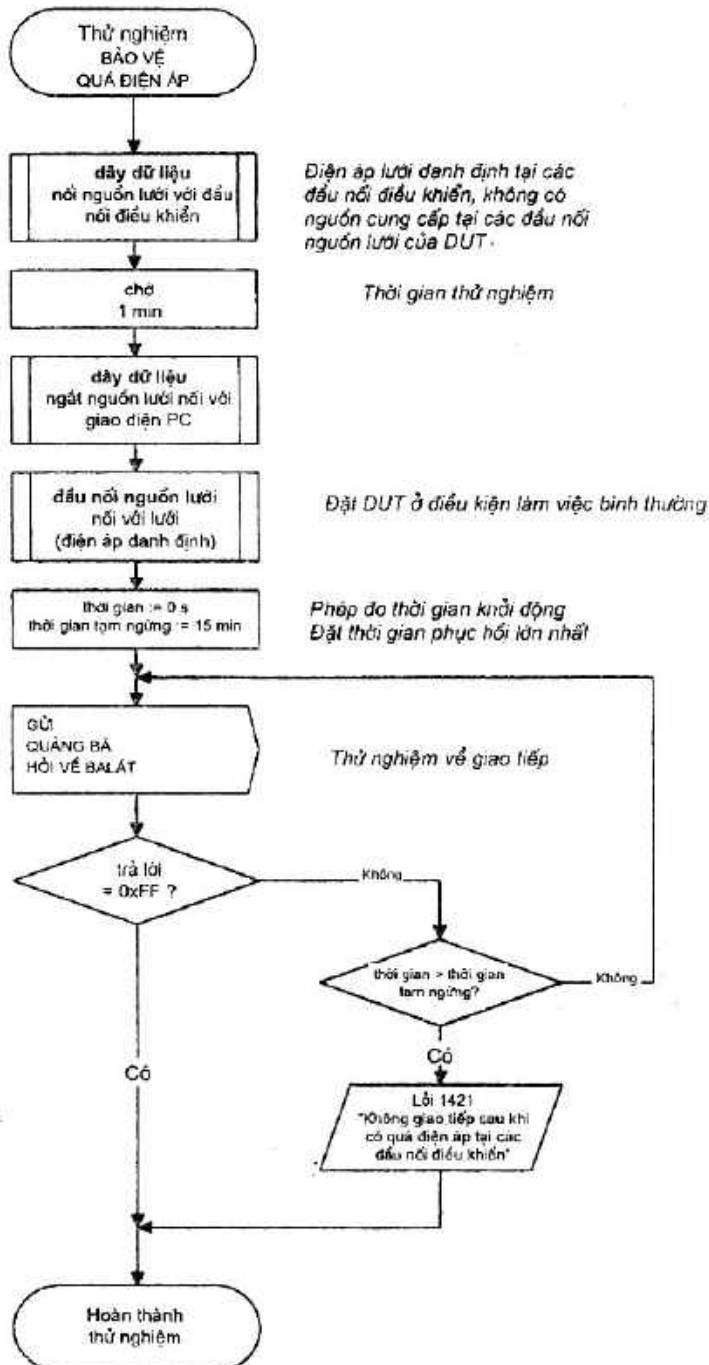 Thử nghiệm
BẢO VỆ
QUÁ ĐIỆN ÁP
dây dữ liệu
nối nguồn lưới với đầu
nối điều khiển
Điện áp lưới danh định tại các
đầu nối điều khiển, không có
nguồn cung cấp tại các đầu nối
nguồn lưới của DUT.
chờ
1 min
Thời gian thử nghiệm
dây dữ liệu
ngắt nguồn lưới nối với
giao diện PC
đầu nối nguồn lưới
nối với lưới
(điện áp danh định)
Đặt DUT ở điều kiện làm việc bình thường
thời gian := 0 s
thời gian tạm ngừng := 15 min
Phép đo thời gian khởi động
Đặt thời gian phục hồi lớn nhất
GỬI
QUẢNG BÁ
HỎI VỀ BALÁT
Thử nghiệm về giao tiếp
trả lời
= 0xFF ?
Không
thời gian > thời gian
tạm ngừng?
Không
Có
Có
Lỗi 1421
"Không giao tiếp sau khi
có quá điện áp tại các
đầu nối điều khiển"
Hoàn thành
thử nghiệm